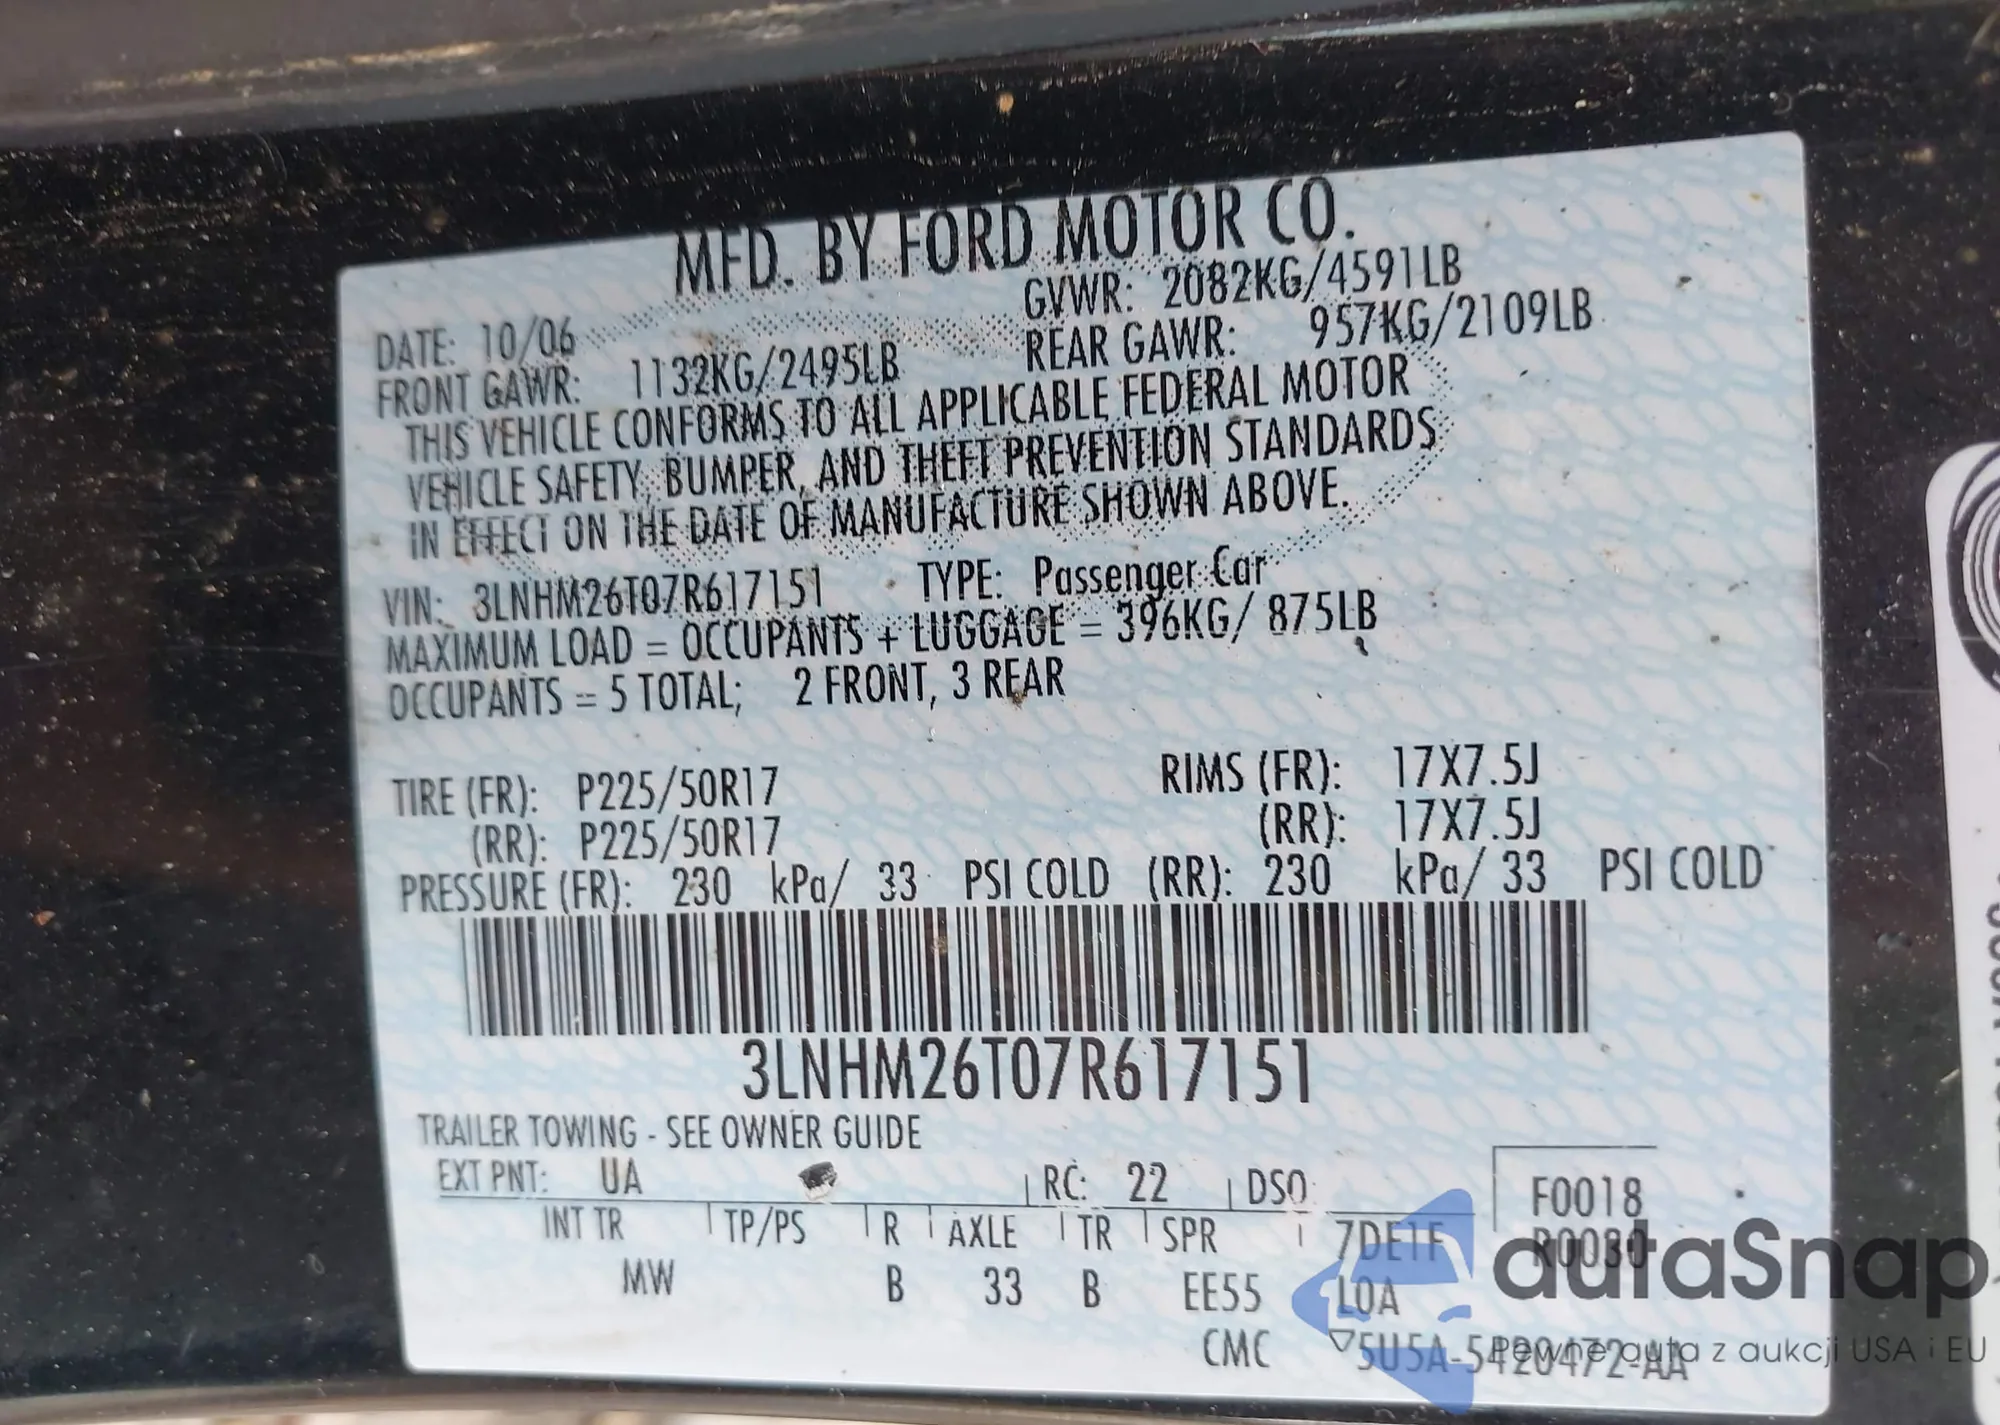 MFD. BY FORD MOTOR CO.
DATE: 10/06 GVWR: 2082KG/4591LB
FRONT GAWR: 1132KG/2495LB REAR GAWR: 957KG/2109LB
THIS VEHICLE CONFORMS TO ALL APPLICABLE FEDERAL MOTOR
VEHICLE SAFETY, BUMPER, AND THEFT PREVENTION STANDARDS
IN EFFECT ON THE DATE OF MANUFACTURE SHOWN ABOVE.
VIN: 3LNHM26T07R617151 TYPE: Passenger Car
MAXIMUM LOAD = OCCUPANTS + LUGGAGE = 396KG/ 875LB
OCCUPANTS = 5 TOTAL; 2 FRONT, 3 REAR
TIRE (FR): P225/50R17 RIMS (FR): 17X7.5J
(RR): P225/50R17 (RR): 17X7.5J
PRESSURE (FR): 230 kPa/ 33 PSI COLD (RR): 230 kPa/ 33 PSI COLD
3LNHM26T07R617151
TRAILER TOWING - SEE OWNER GUIDE
EXT PNT: UA RC: 22 DSO: F0018
INT TR TP/PS R AXLE TR SPR 7DE1F R0030
MW B 33 B EE55 L0A
CMC ▽5U5A-5420472-AA
autaSnap
Pewne auta z aukcji USA i EU